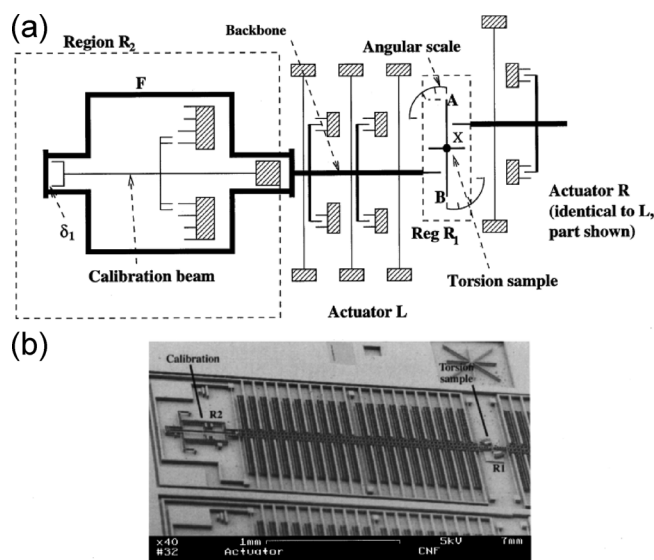 (a)
Region R₂
F
δ₁
Calibration beam
Backbone
Angular scale
A
X
B
Reg R₁
Actuator L
Actuator R
(identical to L,
part shown)
Torsion sample
(b)
Calibration
R2
Torsion
sample
R1
x40
1mm
5kV
7mm
#32
Actuator
CNF